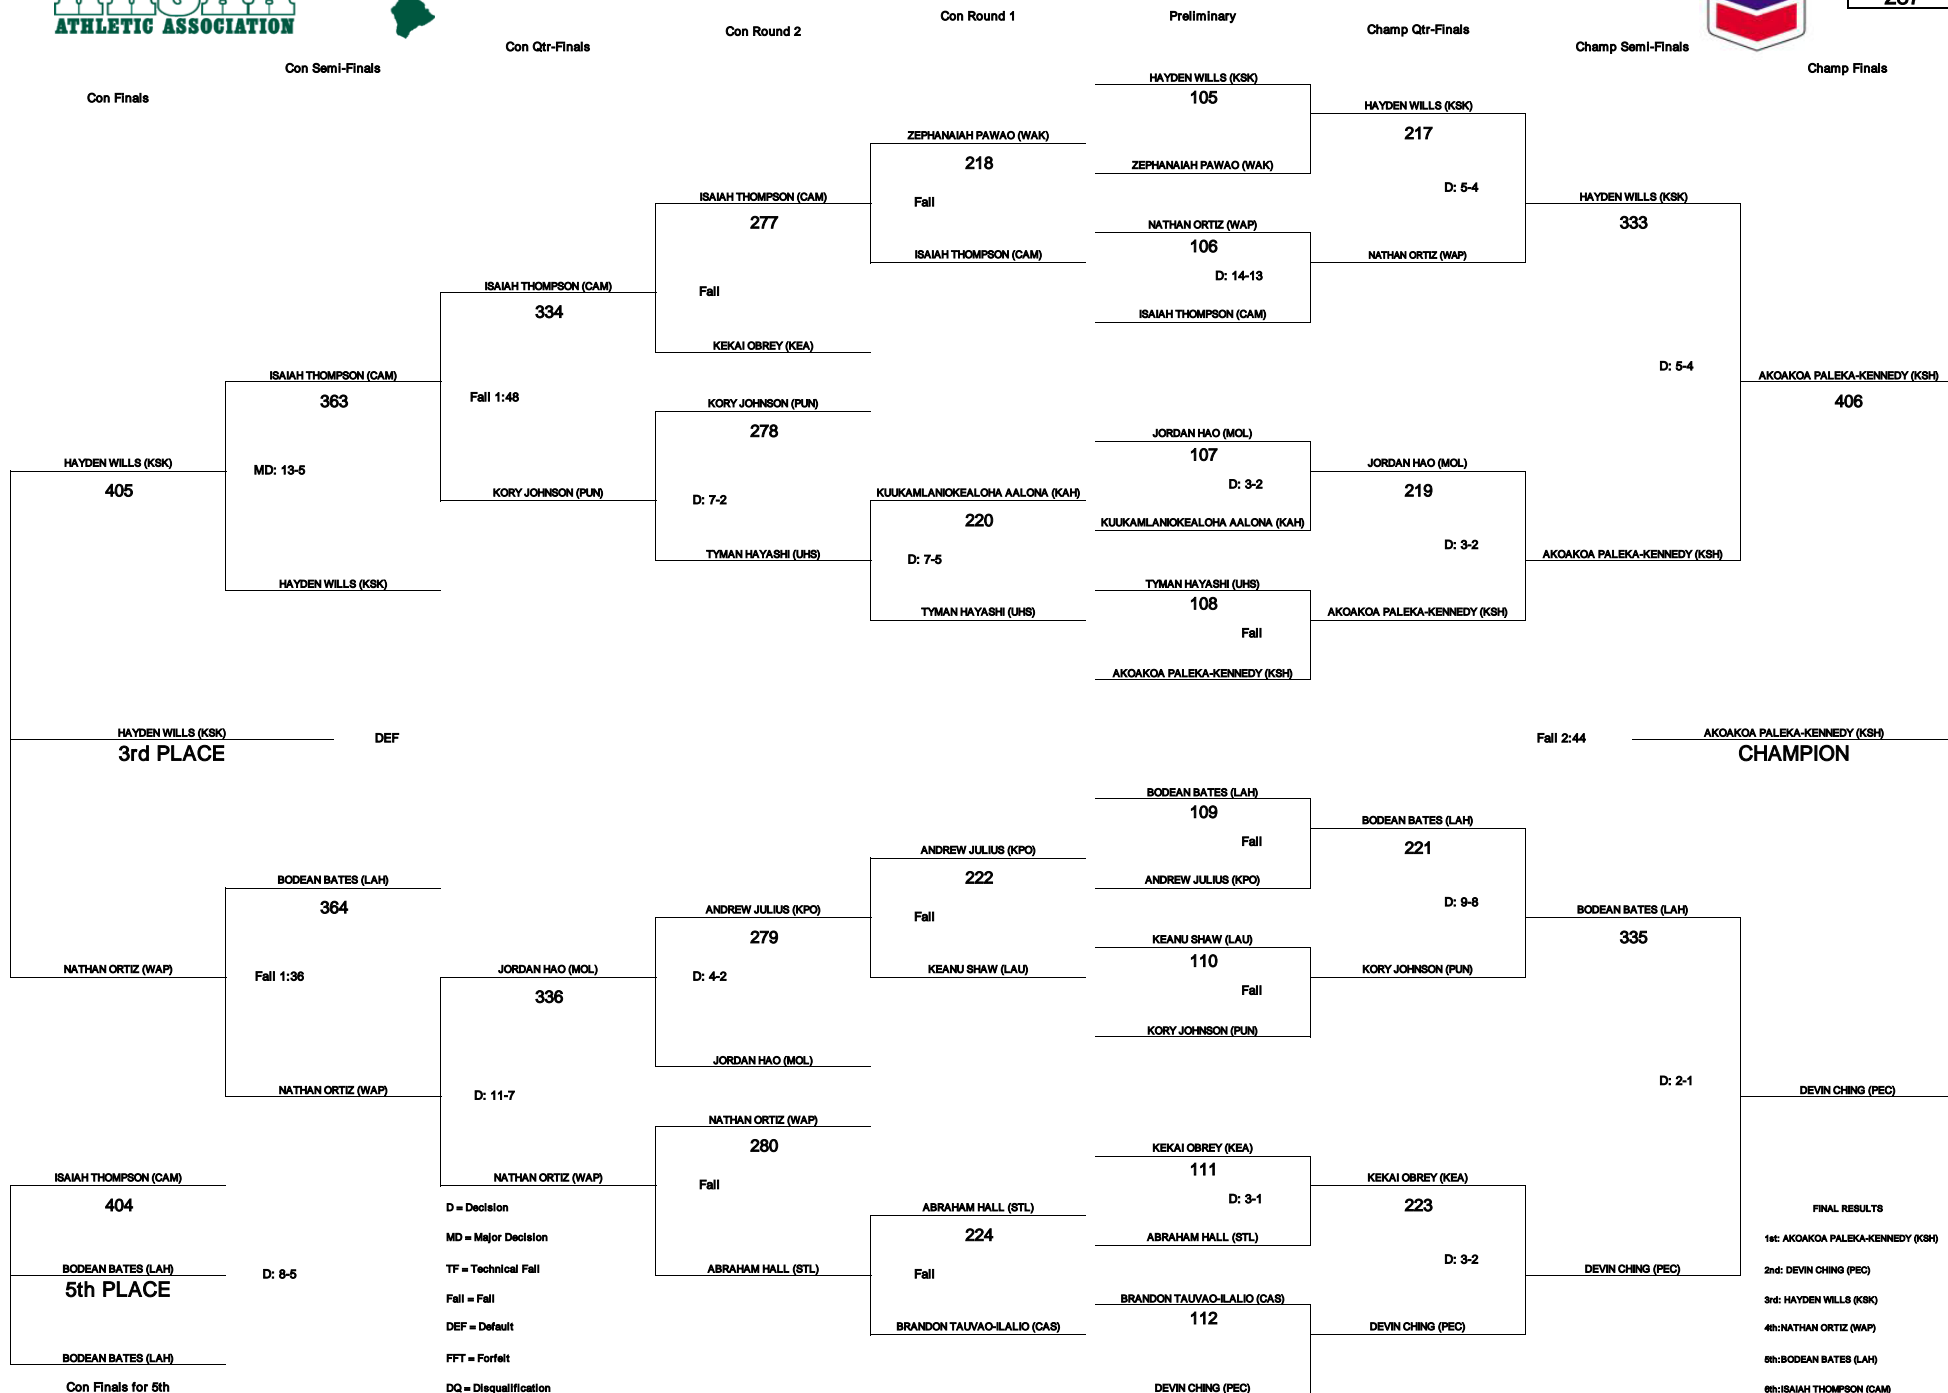 ATHLETIC ASSOCIATION
Con Finals
Con Semi-Finals
Con Qtr-Finals
Con Round 2
Con Round 1
Preliminary
Champ Qtr-Finals
Champ Semi-Finals
Champ Finals
HAYDEN WILLS (KSK)
105
ZEPHANAIAH PAWAO (WAK)
NATHAN ORTIZ (WAP)
106
D: 14-13
ISAIAH THOMPSON (CAM)
JORDAN HAO (MOL)
107
D: 3-2
KUUKAMLANIOKEALOHA AALONA (KAH)
TYMAN HAYASHI (UHS)
108
Fall
AKOAKOA PALEKA-KENNEDY (KSH)
BODEAN BATES (LAH)
109
Fall
ANDREW JULIUS (KPO)
KEANU SHAW (LAU)
110
Fall
KORY JOHNSON (PUN)
KEKAI OBREY (KEA)
111
D: 3-1
ABRAHAM HALL (STL)
BRANDON TAUVAO-ILALIO (CAS)
112
DEVIN CHING (PEC)
HAYDEN WILLS (KSK)
217
D: 5-4
NATHAN ORTIZ (WAP)
JORDAN HAO (MOL)
219
D: 3-2
AKOAKOA PALEKA-KENNEDY (KSH)
BODEAN BATES (LAH)
221
D: 9-8
KORY JOHNSON (PUN)
KEKAI OBREY (KEA)
223
D: 3-2
DEVIN CHING (PEC)
HAYDEN WILLS (KSK)
333
D: 5-4
AKOAKOA PALEKA-KENNEDY (KSH)
BODEAN BATES (LAH)
335
D: 2-1
DEVIN CHING (PEC)
AKOAKOA PALEKA-KENNEDY (KSH)
406
Fall 2:44
AKOAKOA PALEKA-KENNEDY (KSH)
CHAMPION
DEVIN CHING (PEC)
ZEPHANAIAH PAWAO (WAK)
218
Fall
ISAIAH THOMPSON (CAM)
KUUKAMLANIOKEALOHA AALONA (KAH)
220
D: 7-5
TYMAN HAYASHI (UHS)
ANDREW JULIUS (KPO)
222
Fall
KEANU SHAW (LAU)
ABRAHAM HALL (STL)
224
Fall
BRANDON TAUVAO-ILALIO (CAS)
ISAIAH THOMPSON (CAM)
277
Fall
KEKAI OBREY (KEA)
KORY JOHNSON (PUN)
278
D: 7-2
TYMAN HAYASHI (UHS)
ANDREW JULIUS (KPO)
279
D: 4-2
JORDAN HAO (MOL)
NATHAN ORTIZ (WAP)
280
Fall
ABRAHAM HALL (STL)
ISAIAH THOMPSON (CAM)
334
Fall 1:48
KORY JOHNSON (PUN)
JORDAN HAO (MOL)
336
D: 11-7
NATHAN ORTIZ (WAP)
ISAIAH THOMPSON (CAM)
363
MD: 13-5
HAYDEN WILLS (KSK)
BODEAN BATES (LAH)
364
Fall 1:36
NATHAN ORTIZ (WAP)
HAYDEN WILLS (KSK)
405
HAYDEN WILLS (KSK)
3rd PLACE
DEF
NATHAN ORTIZ (WAP)
ISAIAH THOMPSON (CAM)
404
BODEAN BATES (LAH)
5th PLACE
D: 8-5
BODEAN BATES (LAH)
Con Finals for 5th
D = Decision
MD = Major Decision
TF = Technical Fall
Fall = Fall
DEF = Default
FFT = Forfeit
DQ = Disqualification
FINAL RESULTS
1st: AKOAKOA PALEKA-KENNEDY (KSH)
2nd: DEVIN CHING (PEC)
3rd: HAYDEN WILLS (KSK)
4th:NATHAN ORTIZ (WAP)
5th:BODEAN BATES (LAH)
6th:ISAIAH THOMPSON (CAM)